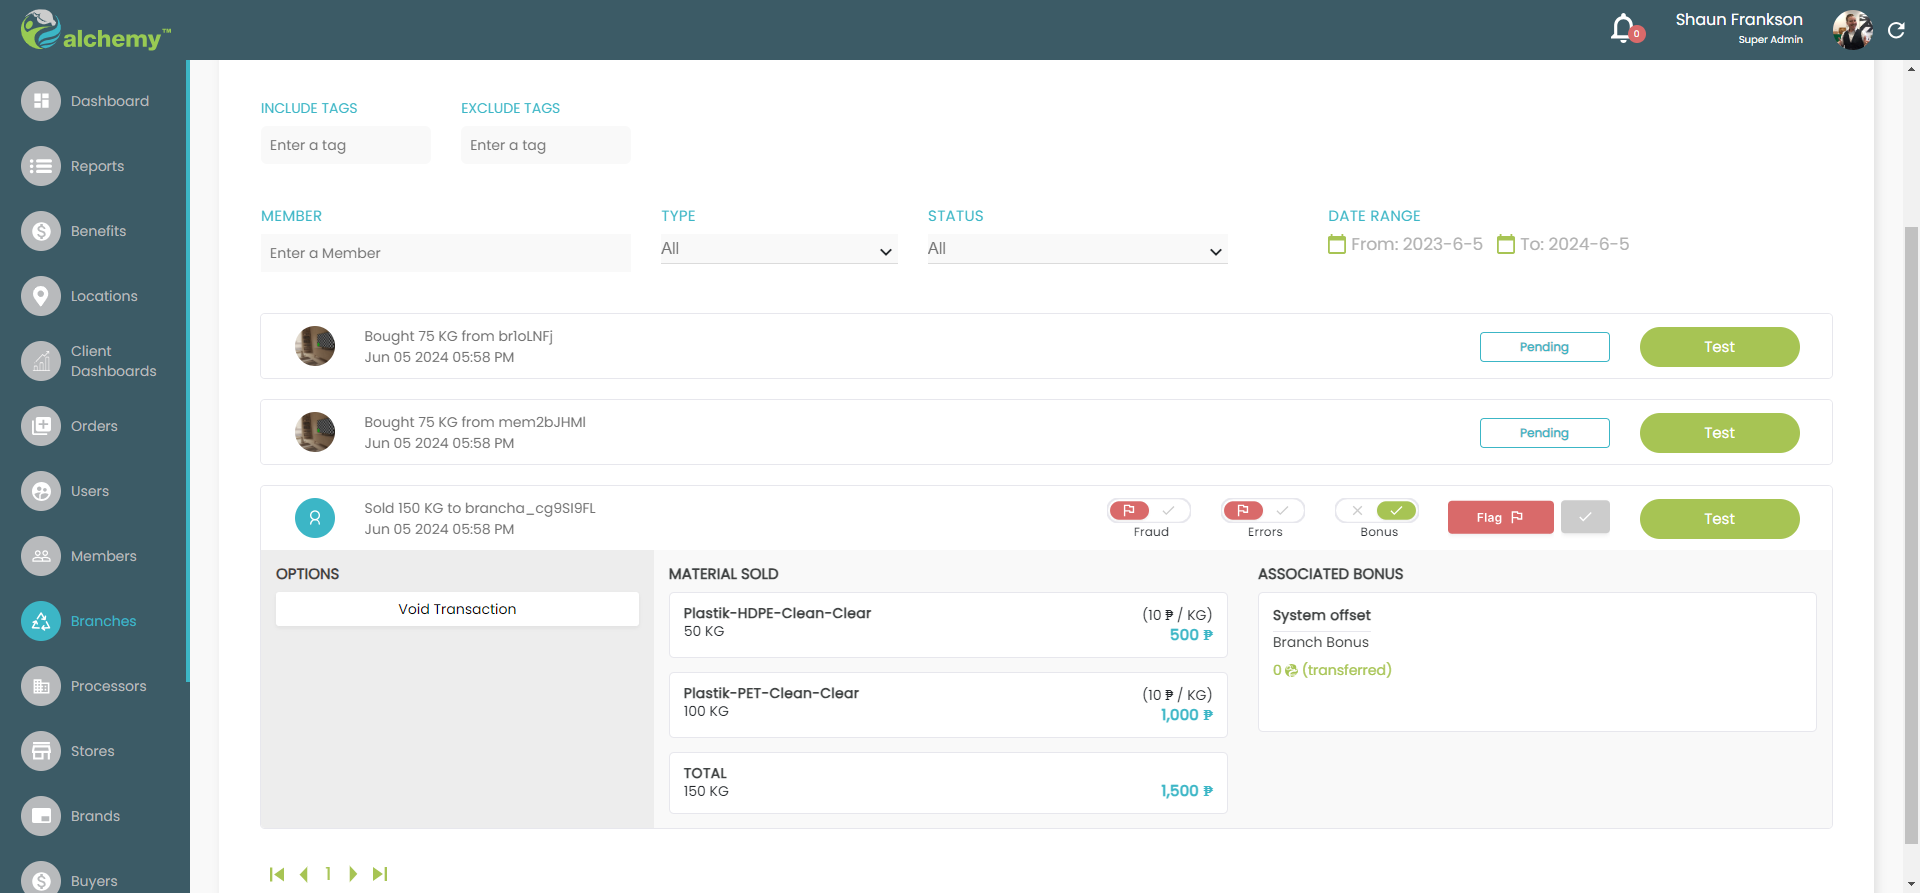 alchemy™
0
Shaun Frankson
Super Admin
Dashboard
Reports
Benefits
Locations
Client
Dashboards
Orders
Users
Members
Branches
Processors
Stores
Brands
Buyers
INCLUDE TAGS
EXCLUDE TAGS
Enter a tag
Enter a tag
MEMBER
TYPE
STATUS
DATE RANGE
Enter a Member
All
All
From: 2023-6-5
To: 2024-6-5
Bought 75 KG from br1oLNFj
Jun 05 2024 05:58 PM
Pending
Test
Bought 75 KG from mem2bJHMl
Jun 05 2024 05:58 PM
Pending
Test
Sold 150 KG to brancha_cg9SI9FL
Jun 05 2024 05:58 PM
Fraud
Errors
Bonus
Flag
Test
OPTIONS
Void Transaction
MATERIAL SOLD
Plastik-HDPE-Clean-Clear
50 KG
(10 ₱ / KG)
500 ₱
Plastik-PET-Clean-Clear
100 KG
(10 ₱ / KG)
1,000 ₱
TOTAL
150 KG
1,500 ₱
ASSOCIATED BONUS
System offset
Branch Bonus
0 (transferred)
1